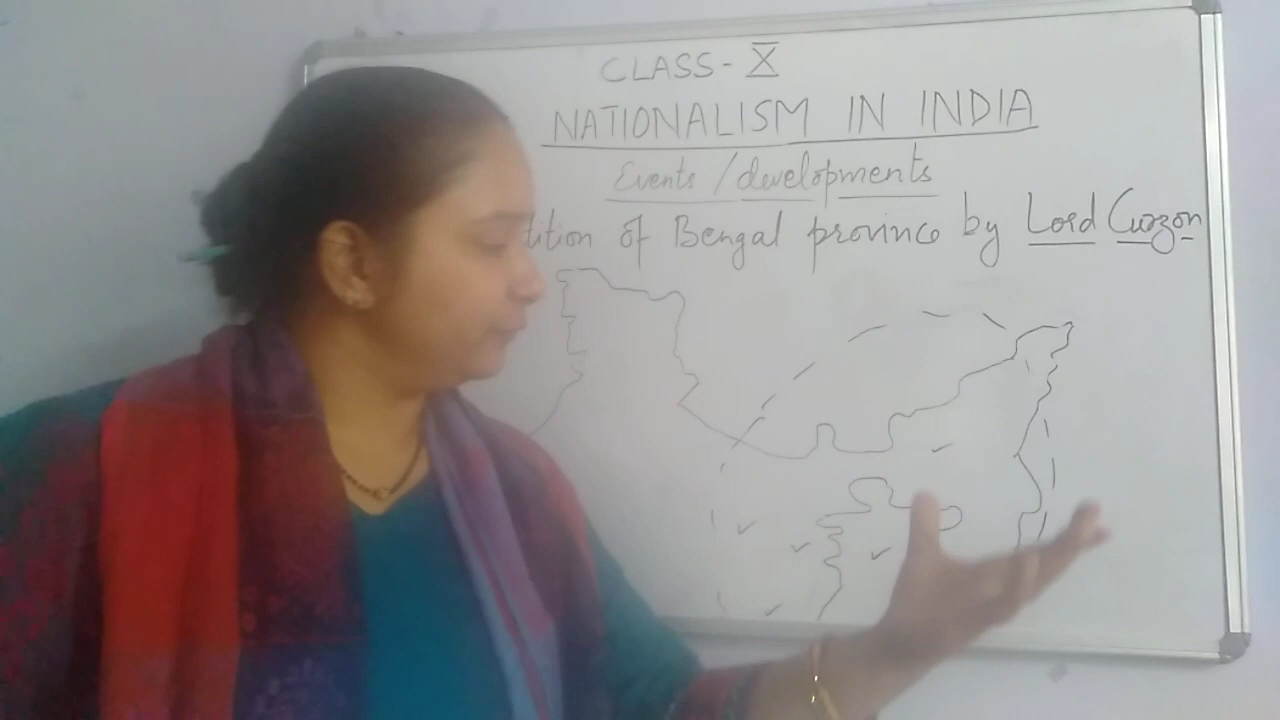 CLASS - X
NATIONALISM IN INDIA
Events / developments
tition of Bengal province by Lord Curzon